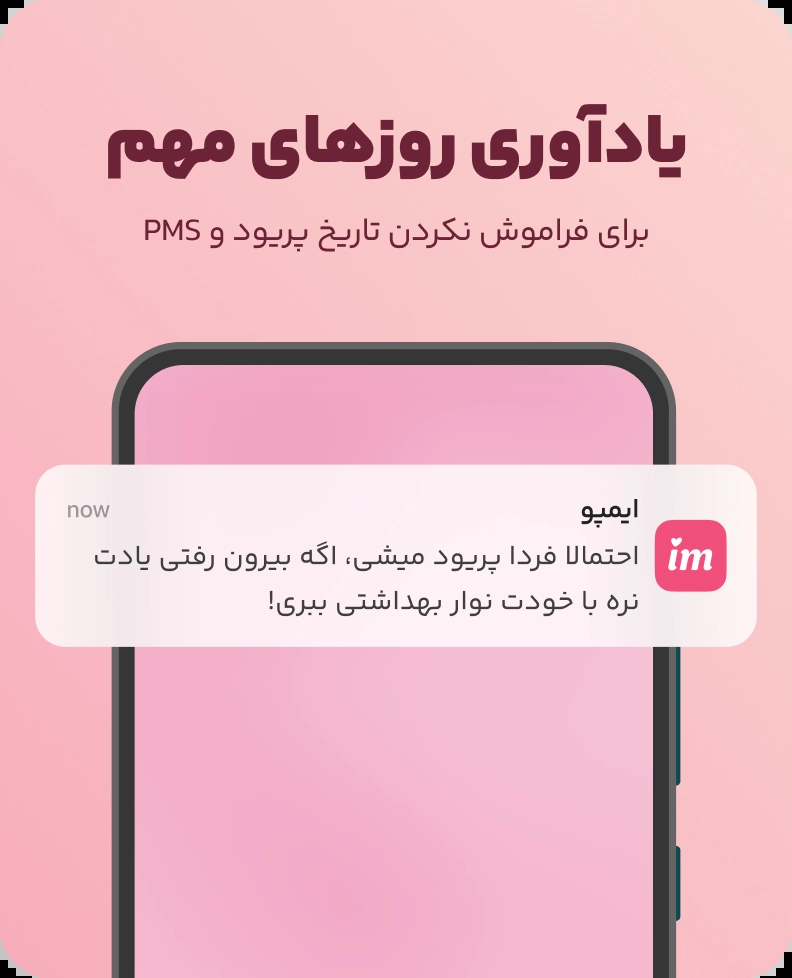 یادآوری روزهای مهم
برای فراموش نکردن تاریخ پریود و PMS
ایمپو
now
احتمالا فردا پریود میشی، اگه بیرون رفتی یادت
نره با خودت نوار بهداشتی ببری!
im